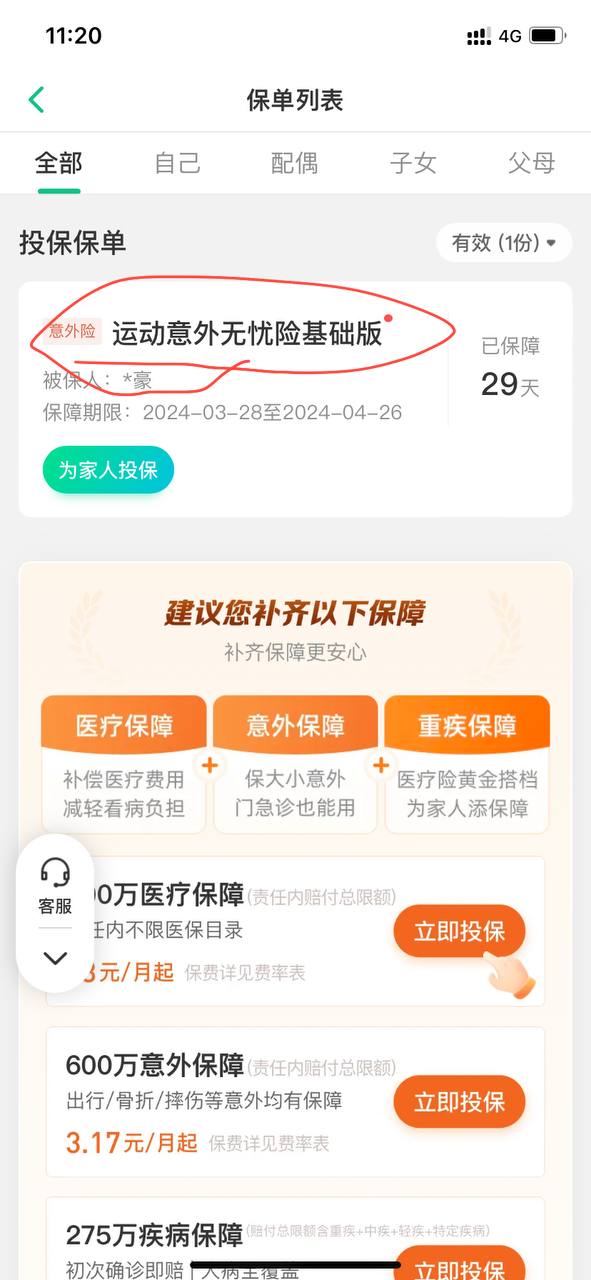 11:20
4G
保单列表
全部 自己 配偶 子女 父母
投保保单
有效 (1份)
意外险 运动意外无忧险基础版
已保障
被保人：*豪
29天
保障期限：2024-03-28至2024-04-26
为家人投保
建议您补齐以下保障
补齐保障更安心
医疗保障 意外保障 重疾保障
补偿医疗费用 保大小意外 医疗险黄金搭档
减轻看病负担 门急诊也能用 为家人添保障
客服
00万医疗保障(责任内赔付总限额)
任内不限医保目录
立即投保
元/月起 保费详见费率表
600万意外保障(责任内赔付总限额)
出行/骨折/摔伤等意外均有保障
立即投保
3.17元/月起 保费详见费率表
275万疾病保障(赔付总限额含重疾+中疾+轻疾+特定疾病)
初次确诊即赔 | 大病全覆盖
立即投保